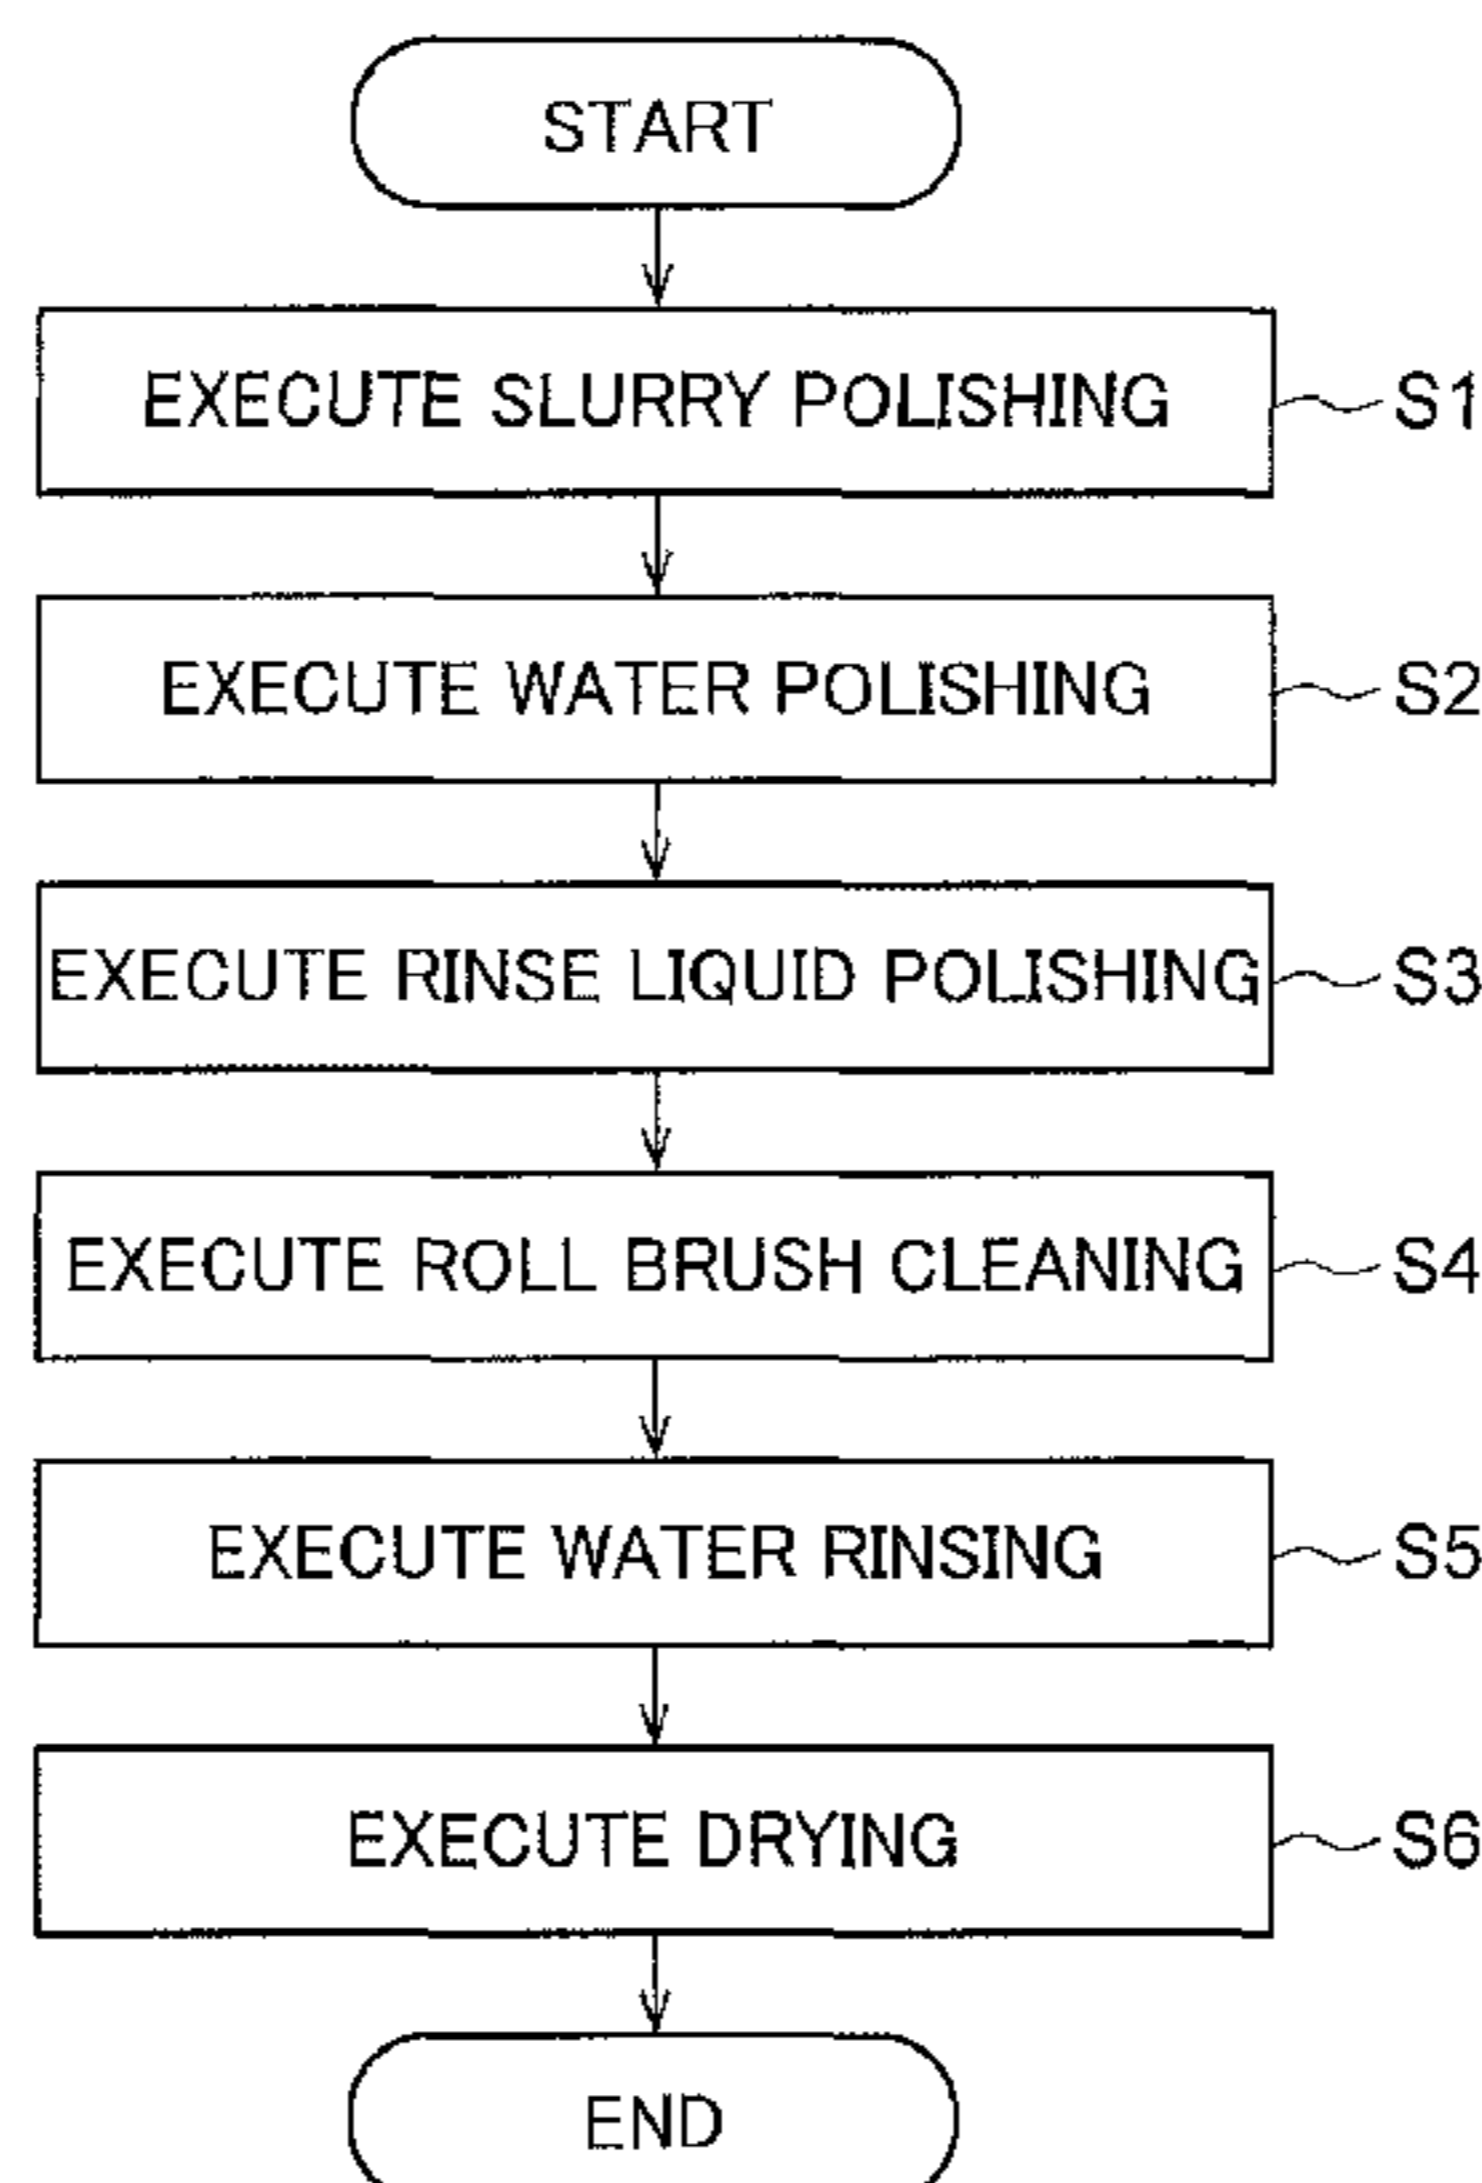 START
EXECUTE SLURRY POLISHING
S1
EXECUTE WATER POLISHING
S2
EXECUTE RINSE LIQUID POLISHING
S3
EXECUTE ROLL BRUSH CLEANING
S4
EXECUTE WATER RINSING
S5
EXECUTE DRYING
S6
END